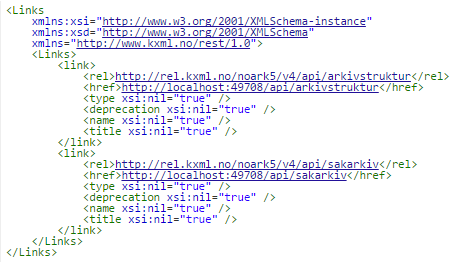 <Links
    xmlns:xsi="http://www.w3.org/2001/XMLSchema-instance"
    xmlns:xsd="http://www.w3.org/2001/XMLSchema"
    xmlns="http://www.kxml.no/rest/1.0">
    <Links>
        <link>
            <rel>http://rel.kxml.no/noark5/v4/api/arkivstruktur</rel>
            <href>http://localhost:49708/api/arkivstruktur</href>
            <type xsi:nil="true" />
            <deprecation xsi:nil="true" />
            <name xsi:nil="true" />
            <title xsi:nil="true" />
        </link>
        <link>
            <rel>http://rel.kxml.no/noark5/v4/api/sakarkiv</rel>
            <href>http://localhost:49708/api/sakarkiv</href>
            <type xsi:nil="true" />
            <deprecation xsi:nil="true" />
            <name xsi:nil="true" />
            <title xsi:nil="true" />
        </link>
    </Links>
</Links>